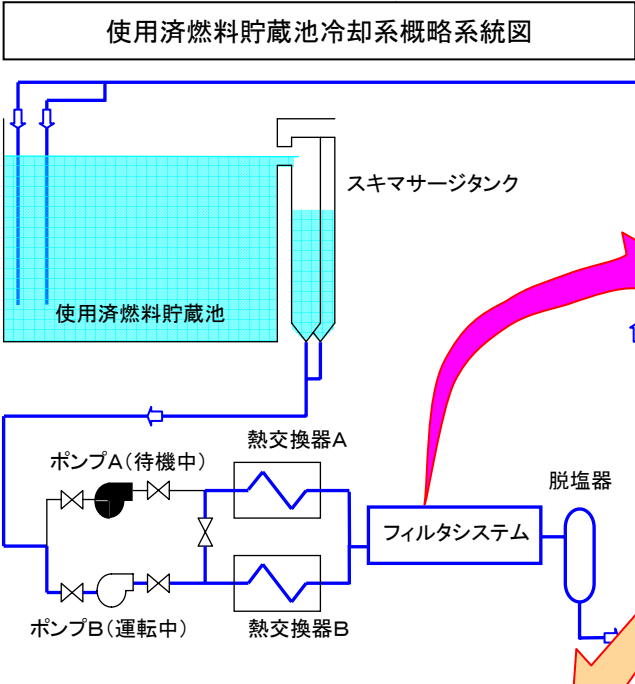 使用済燃料貯蔵池冷却系概略系統図
スキマサージタンク
使用済燃料貯蔵池
熱交換器A
ポンプA(待機中)
脱塩器
フィルタシステム
ポンプB(運転中)
熱交換器B